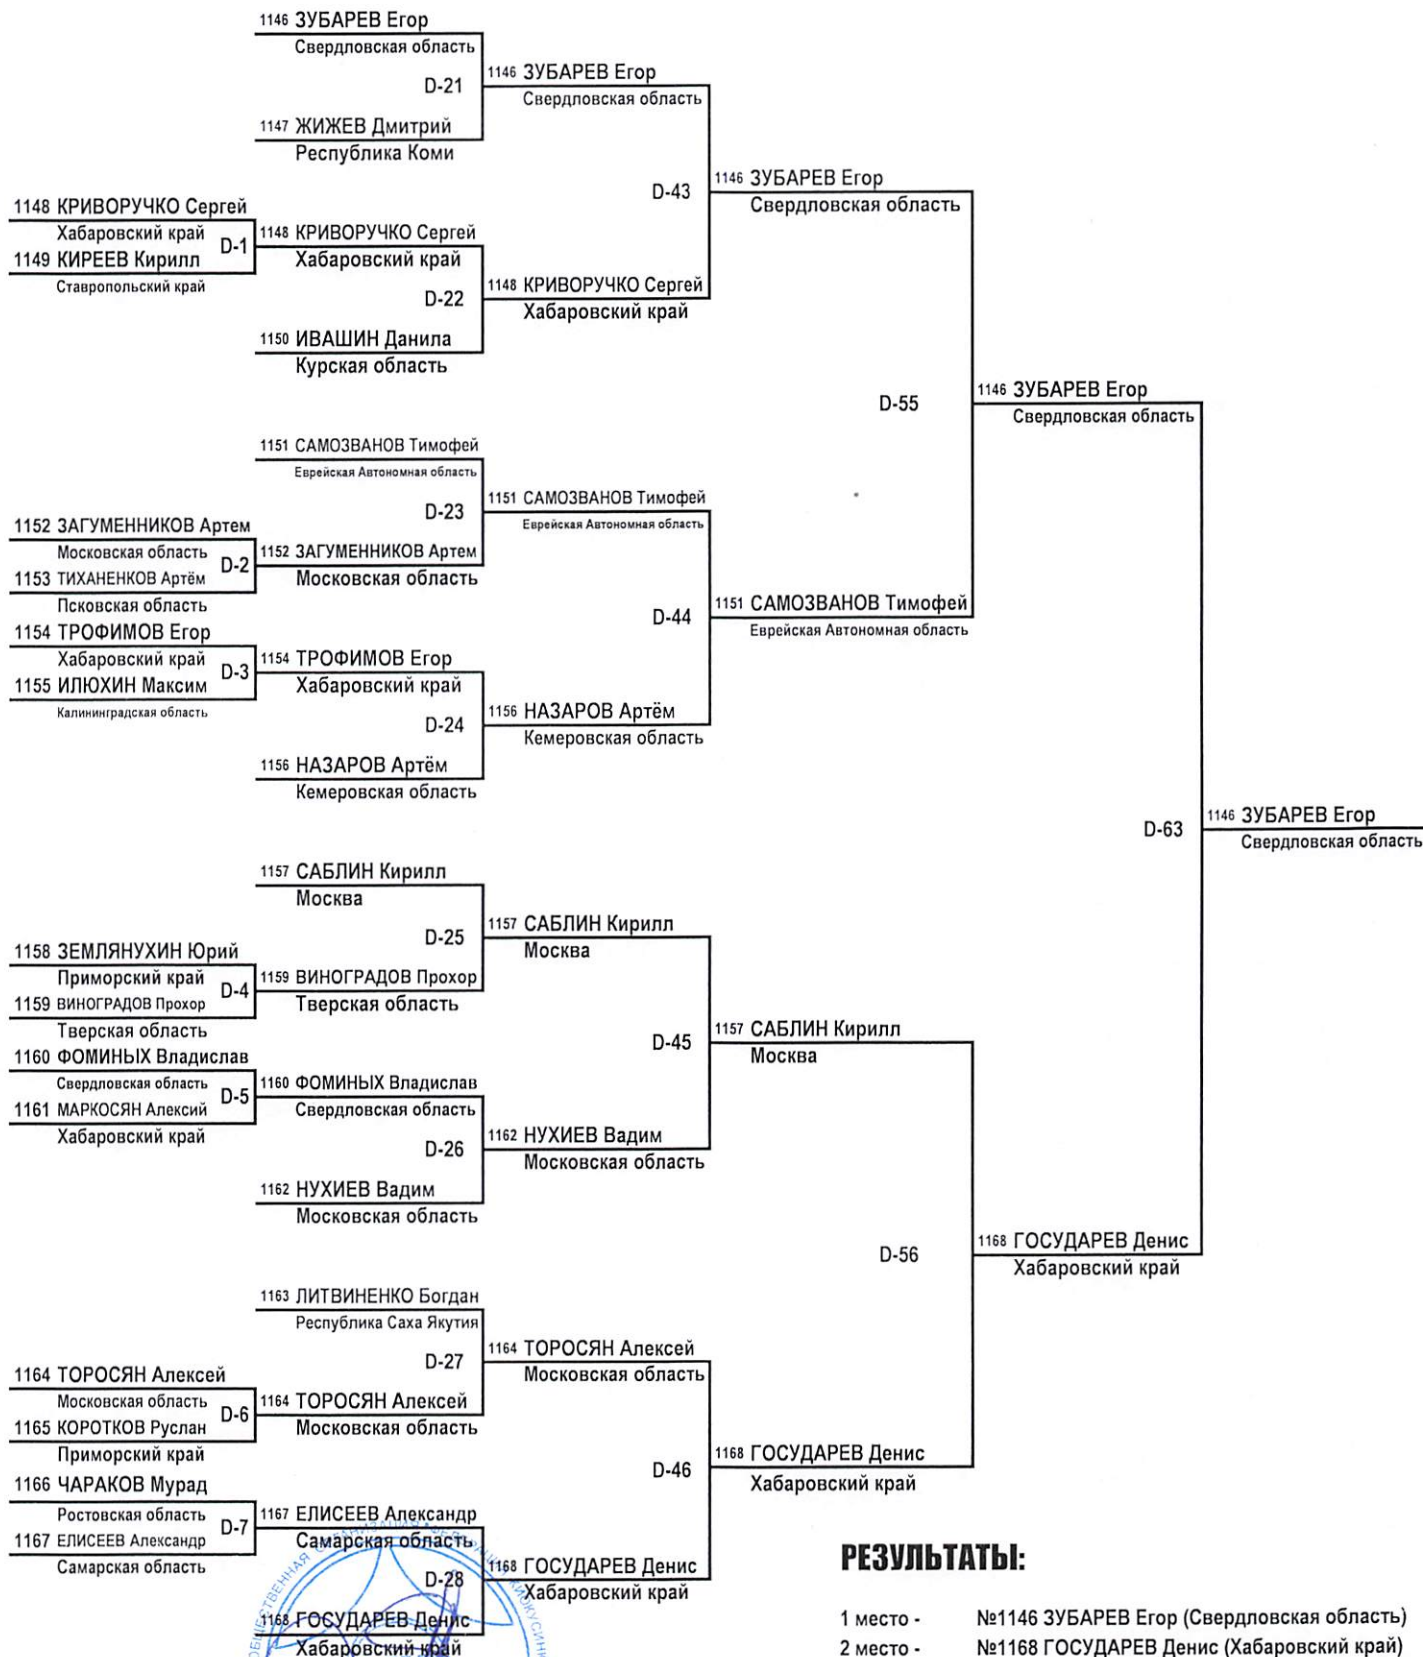 1146 ЗУБАРЕВ Егор
Свердловская область
D-21
1146 ЗУБАРЕВ Егор
Свердловская область
1147 ЖИЖЕВ Дмитрий
Республика Коми
D-43
1146 ЗУБАРЕВ Егор
Свердловская область
1148 КРИВОРУЧКО Сергей
Хабаровский край
D-1
1149 КИРЕЕВ Кирилл
Ставропольский край
1148 КРИВОРУЧКО Сергей
Хабаровский край
D-22
1148 КРИВОРУЧКО Сергей
Хабаровский край
1150 ИВАШИН Данила
Курская область
D-55
1146 ЗУБАРЕВ Егор
Свердловская область
1151 САМОЗВАНОВ Тимофей
Еврейская Автономная область
D-23
1151 САМОЗВАНОВ Тимофей
Еврейская Автономная область
1152 ЗАГУМЕННИКОВ Артем
Московская область
D-2
1153 ТИХАНЕНКОВ Артём
Псковская область
1152 ЗАГУМЕННИКОВ Артем
Московская область
D-44
1151 САМОЗВАНОВ Тимофей
Еврейская Автономная область
1154 ТРОФИМОВ Егор
Хабаровский край
D-3
1155 ИЛЮХИН Максим
Калининградская область
1154 ТРОФИМОВ Егор
Хабаровский край
D-24
1156 НАЗАРОВ Артём
Кемеровская область
1156 НАЗАРОВ Артём
Кемеровская область
D-63
1146 ЗУБАРЕВ Егор
Свердловская область
1157 САБЛИН Кирилл
Москва
D-25
1157 САБЛИН Кирилл
Москва
1158 ЗЕМЛЯНУХИН Юрий
Приморский край
D-4
1159 ВИНОГРАДОВ Прохор
Тверская область
1159 ВИНОГРАДОВ Прохор
Тверская область
D-45
1157 САБЛИН Кирилл
Москва
1160 ФОМИНЫХ Владислав
Свердловская область
D-5
1161 МАРКОСЯН Алексий
Хабаровский край
1160 ФОМИНЫХ Владислав
Свердловская область
D-26
1162 НУХИЕВ Вадим
Московская область
1162 НУХИЕВ Вадим
Московская область
D-56
1168 ГОСУДАРЕВ Денис
Хабаровский край
1163 ЛИТВИНЕНКО Богдан
Республика Саха Якутия
D-27
1164 ТОРОСЯН Алексей
Московская область
1164 ТОРОСЯН Алексей
Московская область
D-6
1165 КОРОТКОВ Руслан
Приморский край
1164 ТОРОСЯН Алексей
Московская область
D-46
1168 ГОСУДАРЕВ Денис
Хабаровский край
1166 ЧАРАКОВ Мурад
Ростовская область
D-7
1167 ЕЛИСЕЕВ Александр
Самарская область
1167 ЕЛИСЕЕВ Александр
Самарская область
D-28
1168 ГОСУДАРЕВ Денис
Хабаровский край
1168 ГОСУДАРЕВ Денис
Хабаровский край
РЕЗУЛЬТАТЫ:
1 место - №1146 ЗУБАРЕВ Егор (Свердловская область)
2 место - №1168 ГОСУДАРЕВ Денис (Хабаровский край)